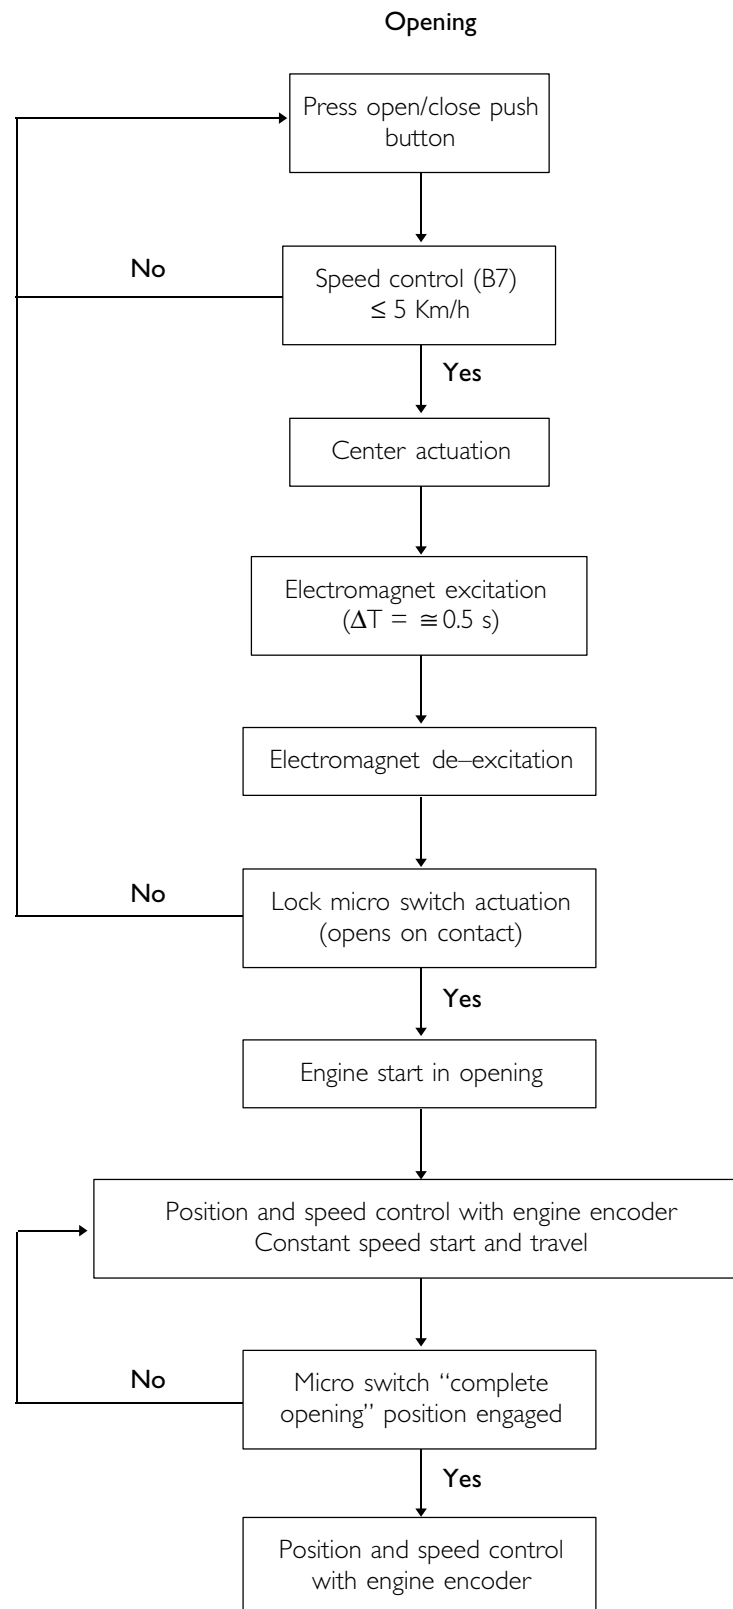 Opening
Press open/close push
button
No
Speed control (B7)
≤ 5 Km/h
Yes
Center actuation
Electromagnet excitation
(ΔT = ≅ 0.5 s)
Electromagnet de–excitation
No
Lock micro switch actuation
(opens on contact)
Yes
Engine start in opening
Position and speed control with engine encoder
Constant speed start and travel
No
Micro switch “complete
opening” position engaged
Yes
Position and speed control
with engine encoder